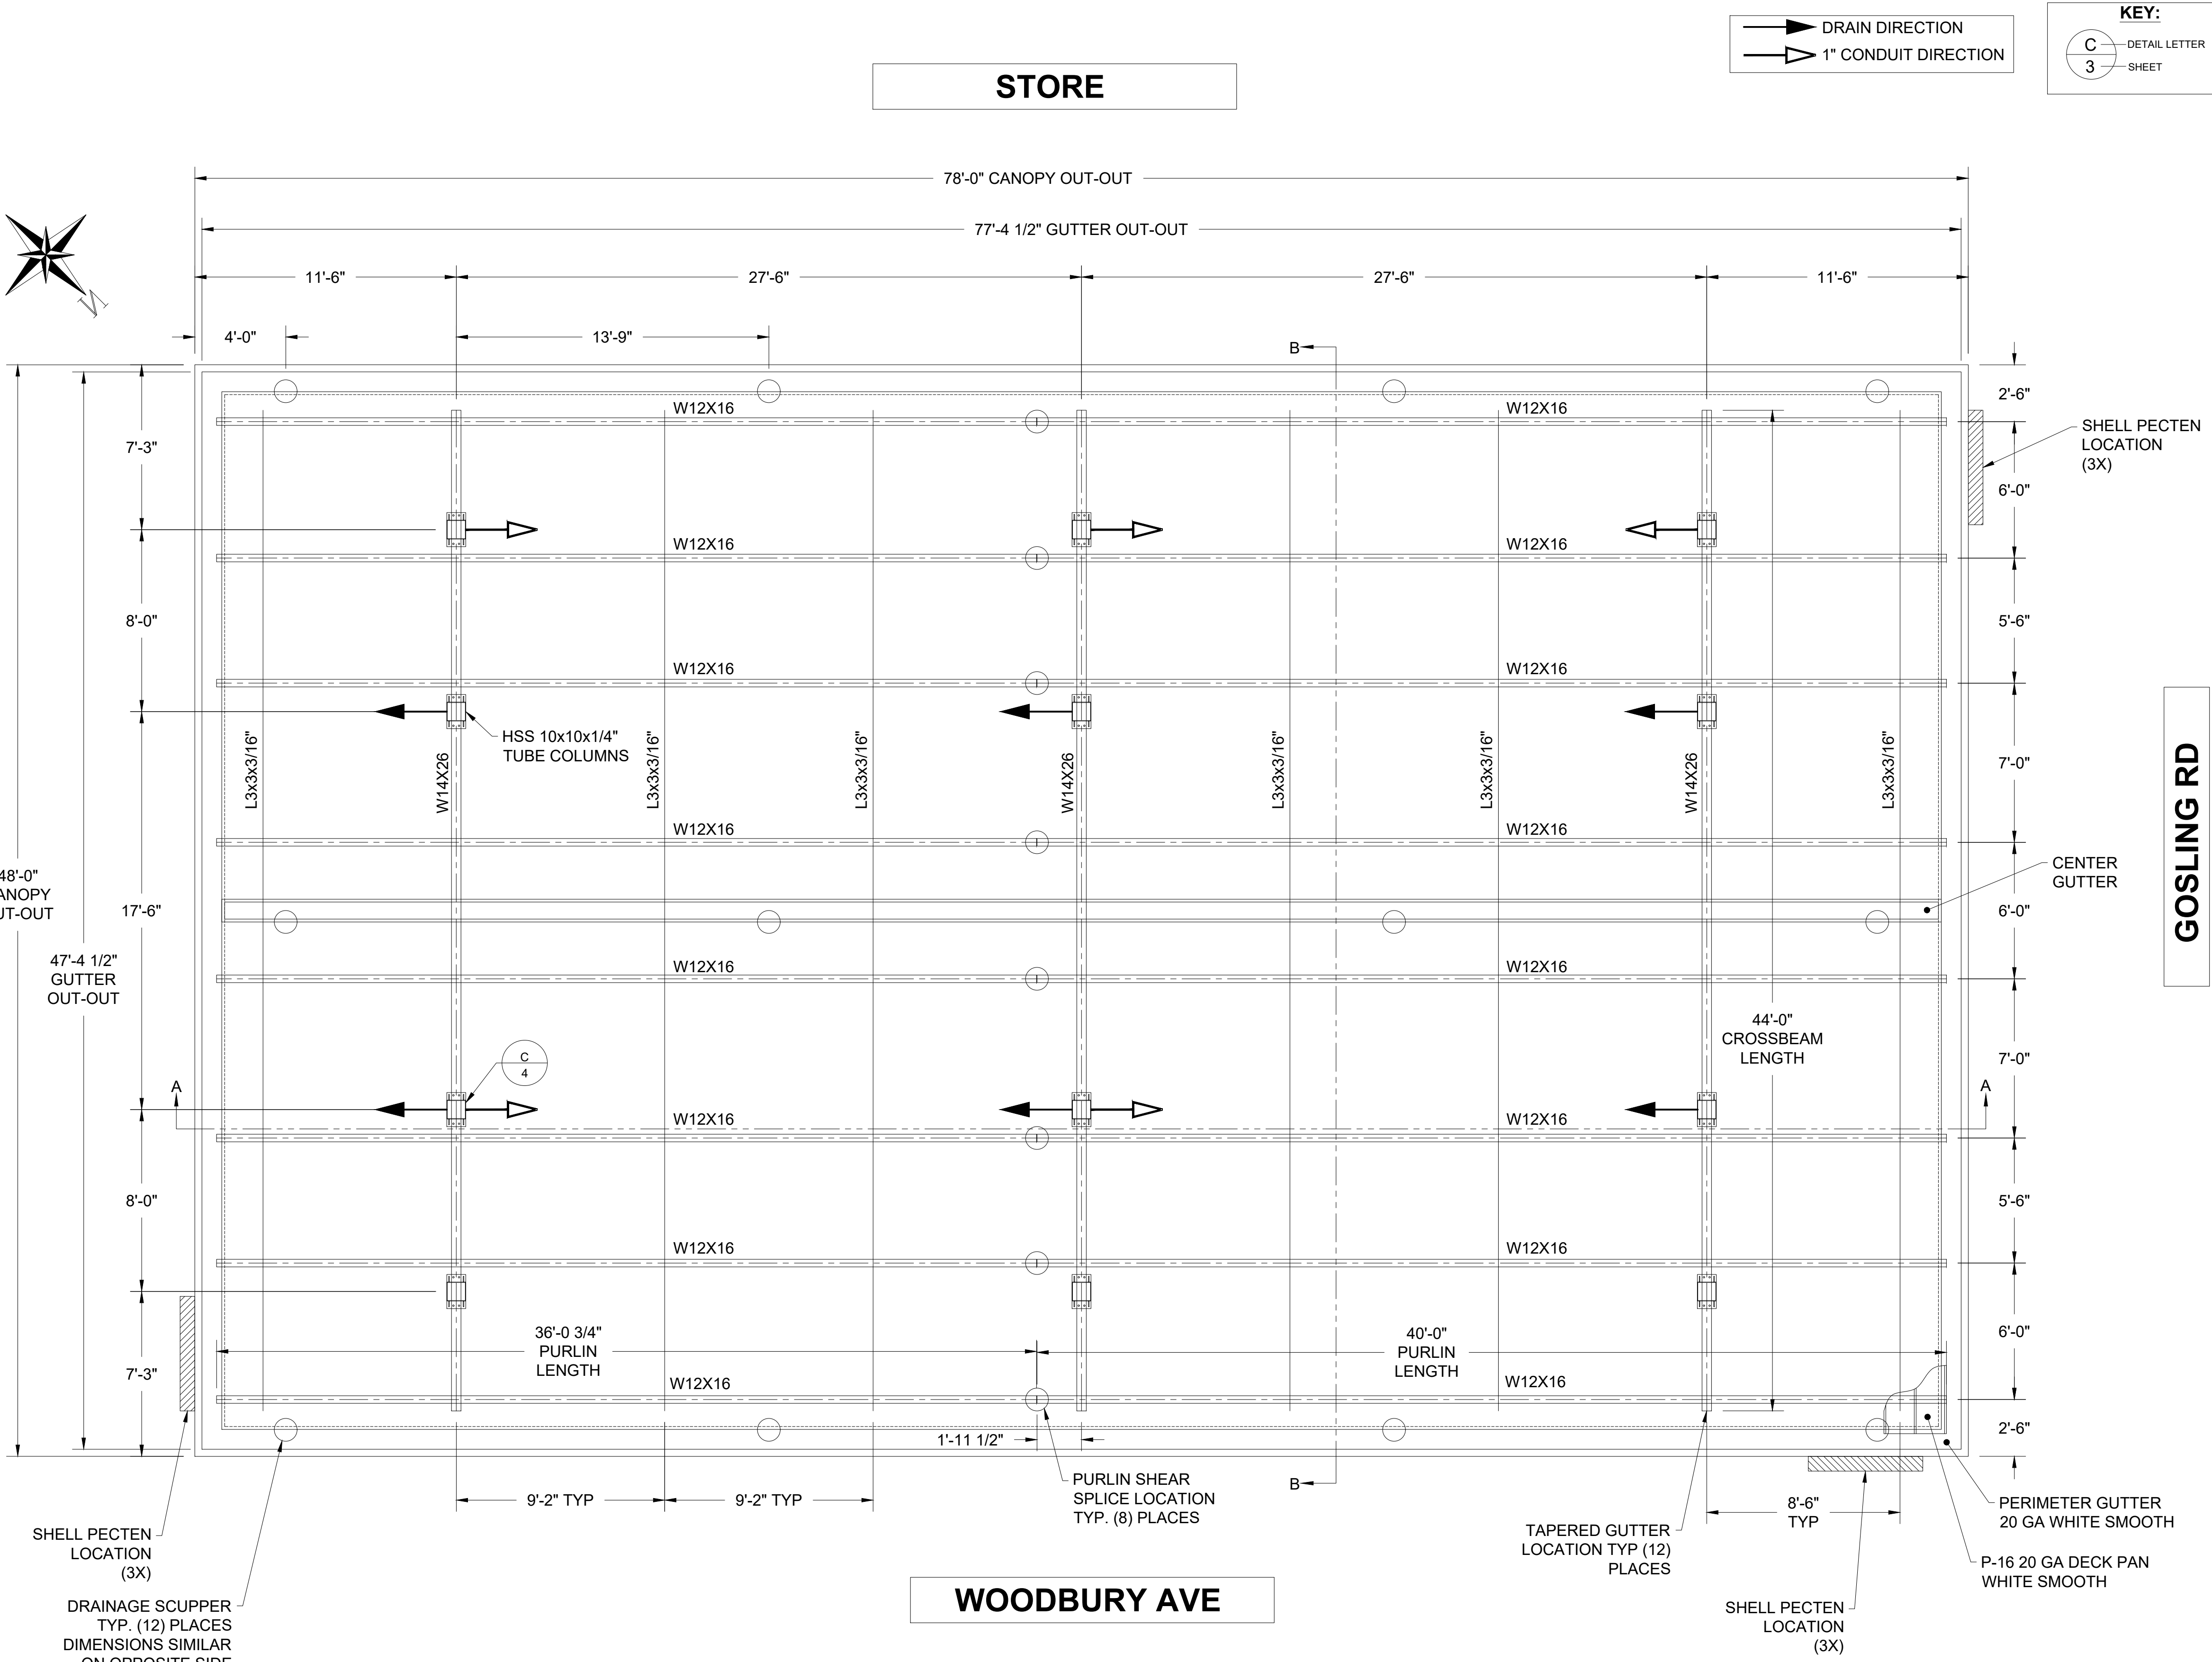 DRAIN DIRECTION
1" CONDUIT DIRECTION
KEY:
C
3
DETAIL LETTER
SHEET
STORE
78'-0" CANOPY OUT-OUT
77'-4 1/2" GUTTER OUT-OUT
11'-6"
27'-6"
27'-6"
11'-6"
N
4'-0"
13'-9"
B
2'-6"
W12X16
W12X16
SHELL PECTEN
LOCATION
(3X)
7'-3"
6'-0"
W12X16
W12X16
8'-0"
5'-6"
W12X16
W12X16
HSS 10x10x1/4"
TUBE COLUMNS
L3x3x3/16"
W14X26
L3x3x3/16"
L3x3x3/16"
W14X26
L3x3x3/16"
L3x3x3/16"
W14X26
L3x3x3/16"
7'-0"
GOSLING RD
W12X16
W12X16
CENTER
GUTTER
48'-0"
ANOPY
UT-OUT
17'-6"
6'-0"
47'-4 1/2"
GUTTER
OUT-OUT
W12X16
W12X16
44'-0"
CROSSBEAM
LENGTH
C
4
7'-0"
A
A
W12X16
W12X16
8'-0"
5'-6"
W12X16
W12X16
36'-0 3/4"
PURLIN
LENGTH
40'-0"
PURLIN
LENGTH
6'-0"
7'-3"
W12X16
W12X16
2'-6"
1'-11 1/2"
B
PURLIN SHEAR
SPLICE LOCATION
TYP. (8) PLACES
9'-2" TYP
9'-2" TYP
8'-6"
TYP
PERIMETER GUTTER
20 GA WHITE SMOOTH
SHELL PECTEN
LOCATION
(3X)
TAPERED GUTTER
LOCATION TYP (12)
PLACES
P-16 20 GA DECK PAN
WHITE SMOOTH
WOODBURY AVE
DRAINAGE SCUPPER
TYP. (12) PLACES
DIMENSIONS SIMILAR
ON OPPOSITE SIDE
SHELL PECTEN
LOCATION
(3X)